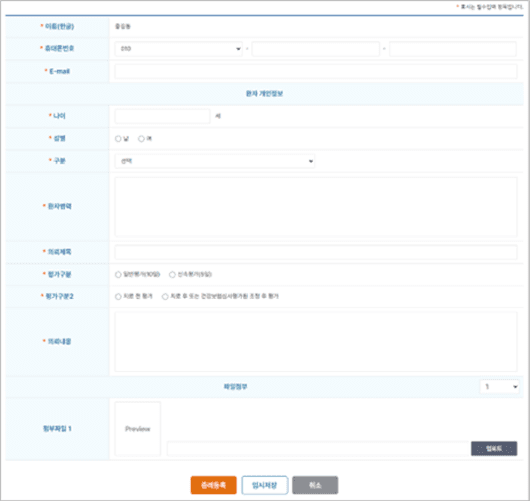 * 표시는 필수입력 항목입니다.
* 이름(한글) 홍길동
* 휴대폰번호 010 - -
* E-mail
환자 개인정보
* 나이 세
* 성별 남 여
* 구분 선택
* 환자병력
* 의뢰제목
* 평가구분 일반평가(10일) 신속평가(5일)
* 평가구분2 치료 전 평가 치료 후 또는 건강보험심사평가원 조정 후 평가
* 의뢰내용
파일첨부 1
첨부파일 1 Preview
업로드
증례등록 임시저장 취소